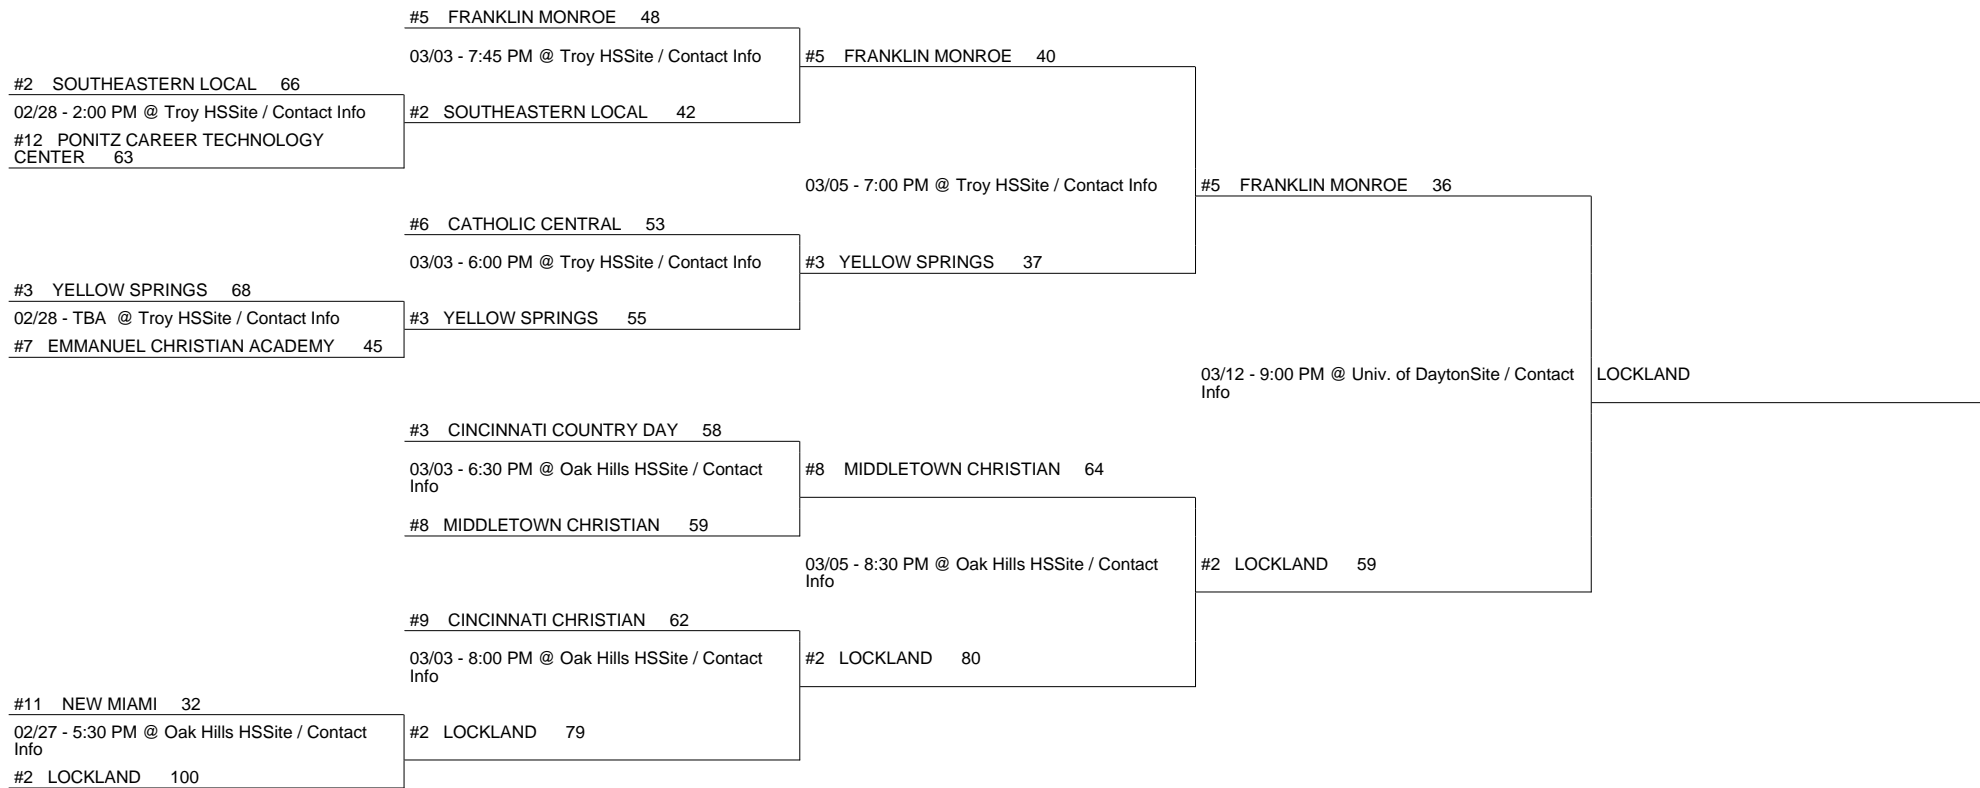 #5 FRANKLIN MONROE 48
03/03 - 7:45 PM @ Troy HSSite / Contact Info
#5 FRANKLIN MONROE 40
#2 SOUTHEASTERN LOCAL 66
02/28 - 2:00 PM @ Troy HSSite / Contact Info
#2 SOUTHEASTERN LOCAL 42
#12 PONITZ CAREER TECHNOLOGY
CENTER 63
03/05 - 7:00 PM @ Troy HSSite / Contact Info
#5 FRANKLIN MONROE 36
#6 CATHOLIC CENTRAL 53
03/03 - 6:00 PM @ Troy HSSite / Contact Info
#3 YELLOW SPRINGS 37
#3 YELLOW SPRINGS 68
02/28 - TBA @ Troy HSSite / Contact Info
#3 YELLOW SPRINGS 55
#7 EMMANUEL CHRISTIAN ACADEMY 45
03/12 - 9:00 PM @ Univ. of DaytonSite / Contact
Info
LOCKLAND
#3 CINCINNATI COUNTRY DAY 58
03/03 - 6:30 PM @ Oak Hills HSSite / Contact
Info
#8 MIDDLETOWN CHRISTIAN 64
#8 MIDDLETOWN CHRISTIAN 59
03/05 - 8:30 PM @ Oak Hills HSSite / Contact
Info
#2 LOCKLAND 59
#9 CINCINNATI CHRISTIAN 62
03/03 - 8:00 PM @ Oak Hills HSSite / Contact
Info
#2 LOCKLAND 80
#11 NEW MIAMI 32
02/27 - 5:30 PM @ Oak Hills HSSite / Contact
Info
#2 LOCKLAND 79
#2 LOCKLAND 100